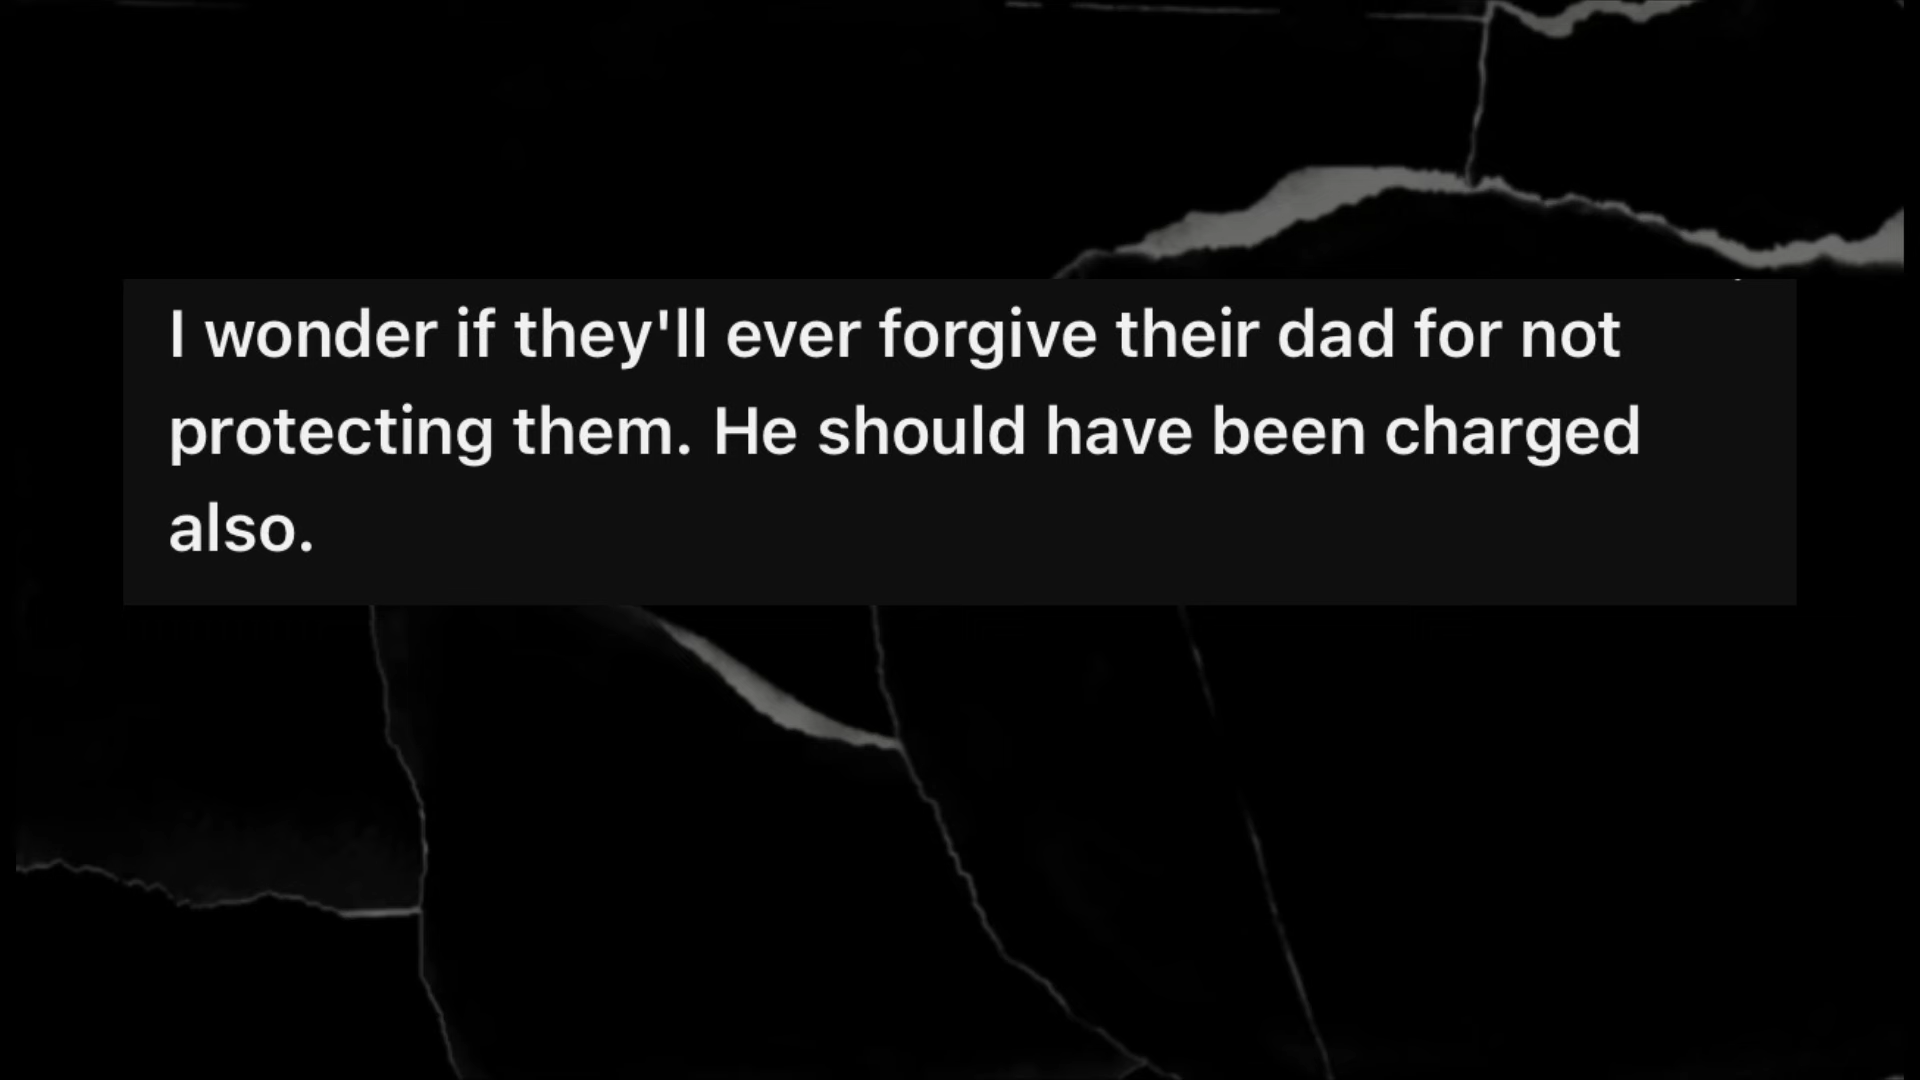 I wonder if they'll ever forgive their dad for not
protecting them. He should have been charged
also.